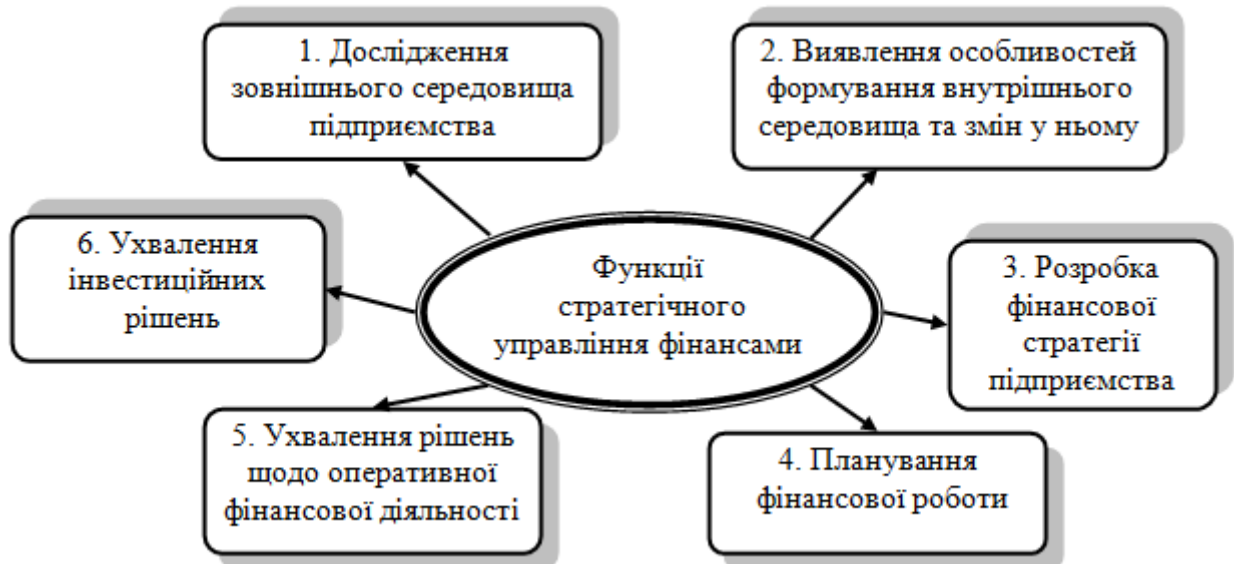 1. Дослідження
зовнішнього середовища
підприємства
2. Виявлення особливостей
формування внутрішнього
середовища та змін у ньому
3. Розробка
фінансової
стратегії
підприємства
4. Планування
фінансової роботи
5. Ухвалення рішень
щодо оперативної
фінансової діяльності
6. Ухвалення
інвестиційних
рішень
Функції
стратегічного
управління фінансами